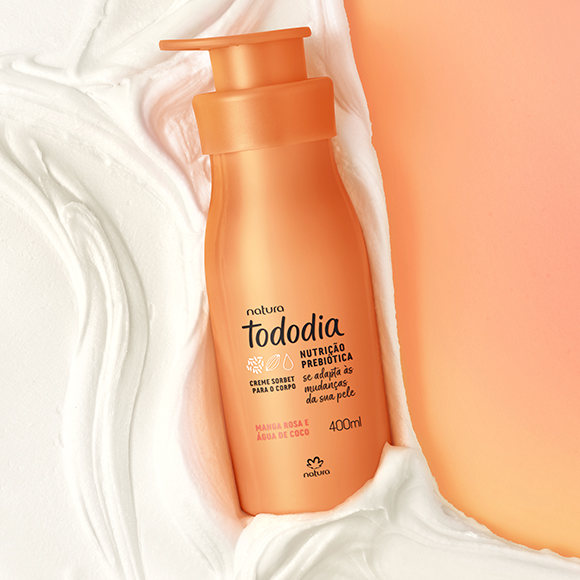 natura
Tododia
NUTRIÇÃO
PREBIÓTICA
CREME SORBET
PARA O CORPO
se adapta às
mudanças
da sua pele
MANGA ROSA E
ÁGUA DE COCO
400ml
natura